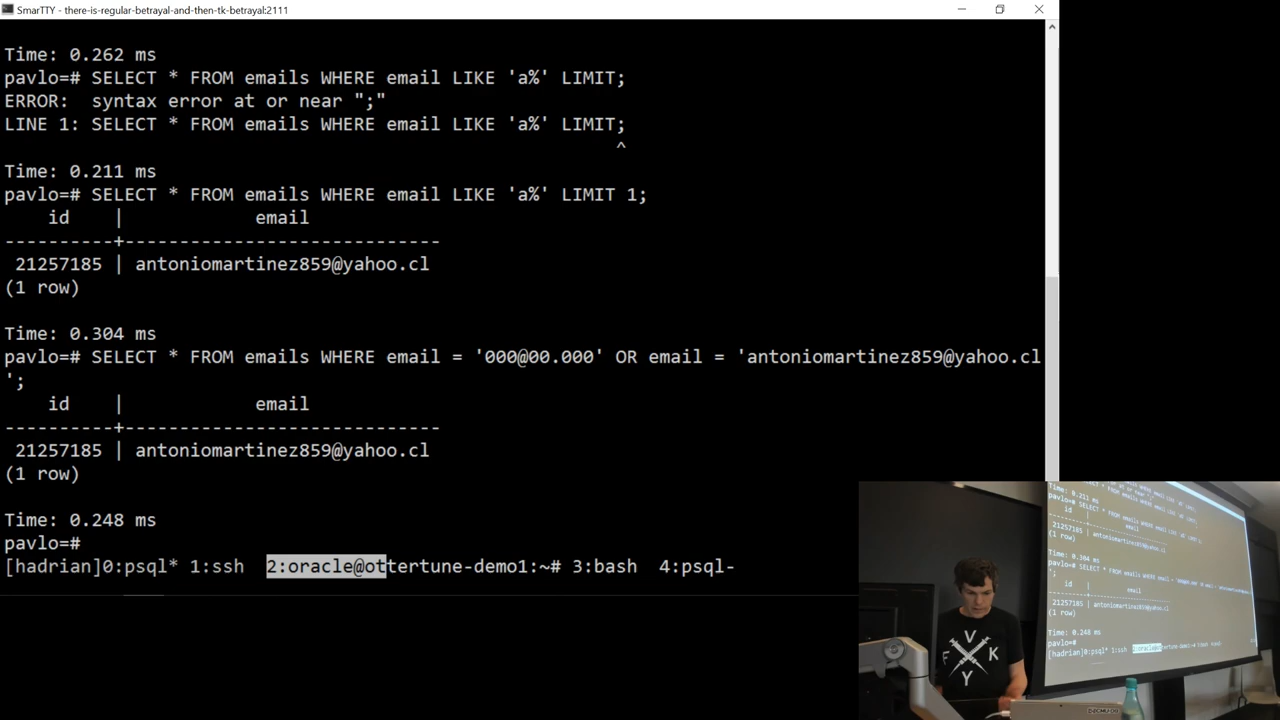 SmarTTY - there-is-regular-betrayal-and-then-tk-betrayal:2111
Time: 0.262 ms
pavlo=# SELECT * FROM emails WHERE email LIKE 'a%' LIMIT;
ERROR:  syntax error at or near ";"
LINE 1: SELECT * FROM emails WHERE email LIKE 'a%' LIMIT;
^
Time: 0.211 ms
pavlo=# SELECT * FROM emails WHERE email LIKE 'a%' LIMIT 1;
id | email
----------+-----------------------------
21257185 | antoniomartinez859@yahoo.cl
(1 row)
Time: 0.304 ms
pavlo=# SELECT * FROM emails WHERE email = '000@00.000' OR email = 'antoniomartinez859@yahoo.cl
';
id | email
----------+-----------------------------
21257185 | antoniomartinez859@yahoo.cl
(1 row)
Time: 0.248 ms
pavlo=#
[hadrian]0:psql* 1:ssh  2:oracle@ottertune-demo1:~# 3:bash  4:psql-
V
F K
Y